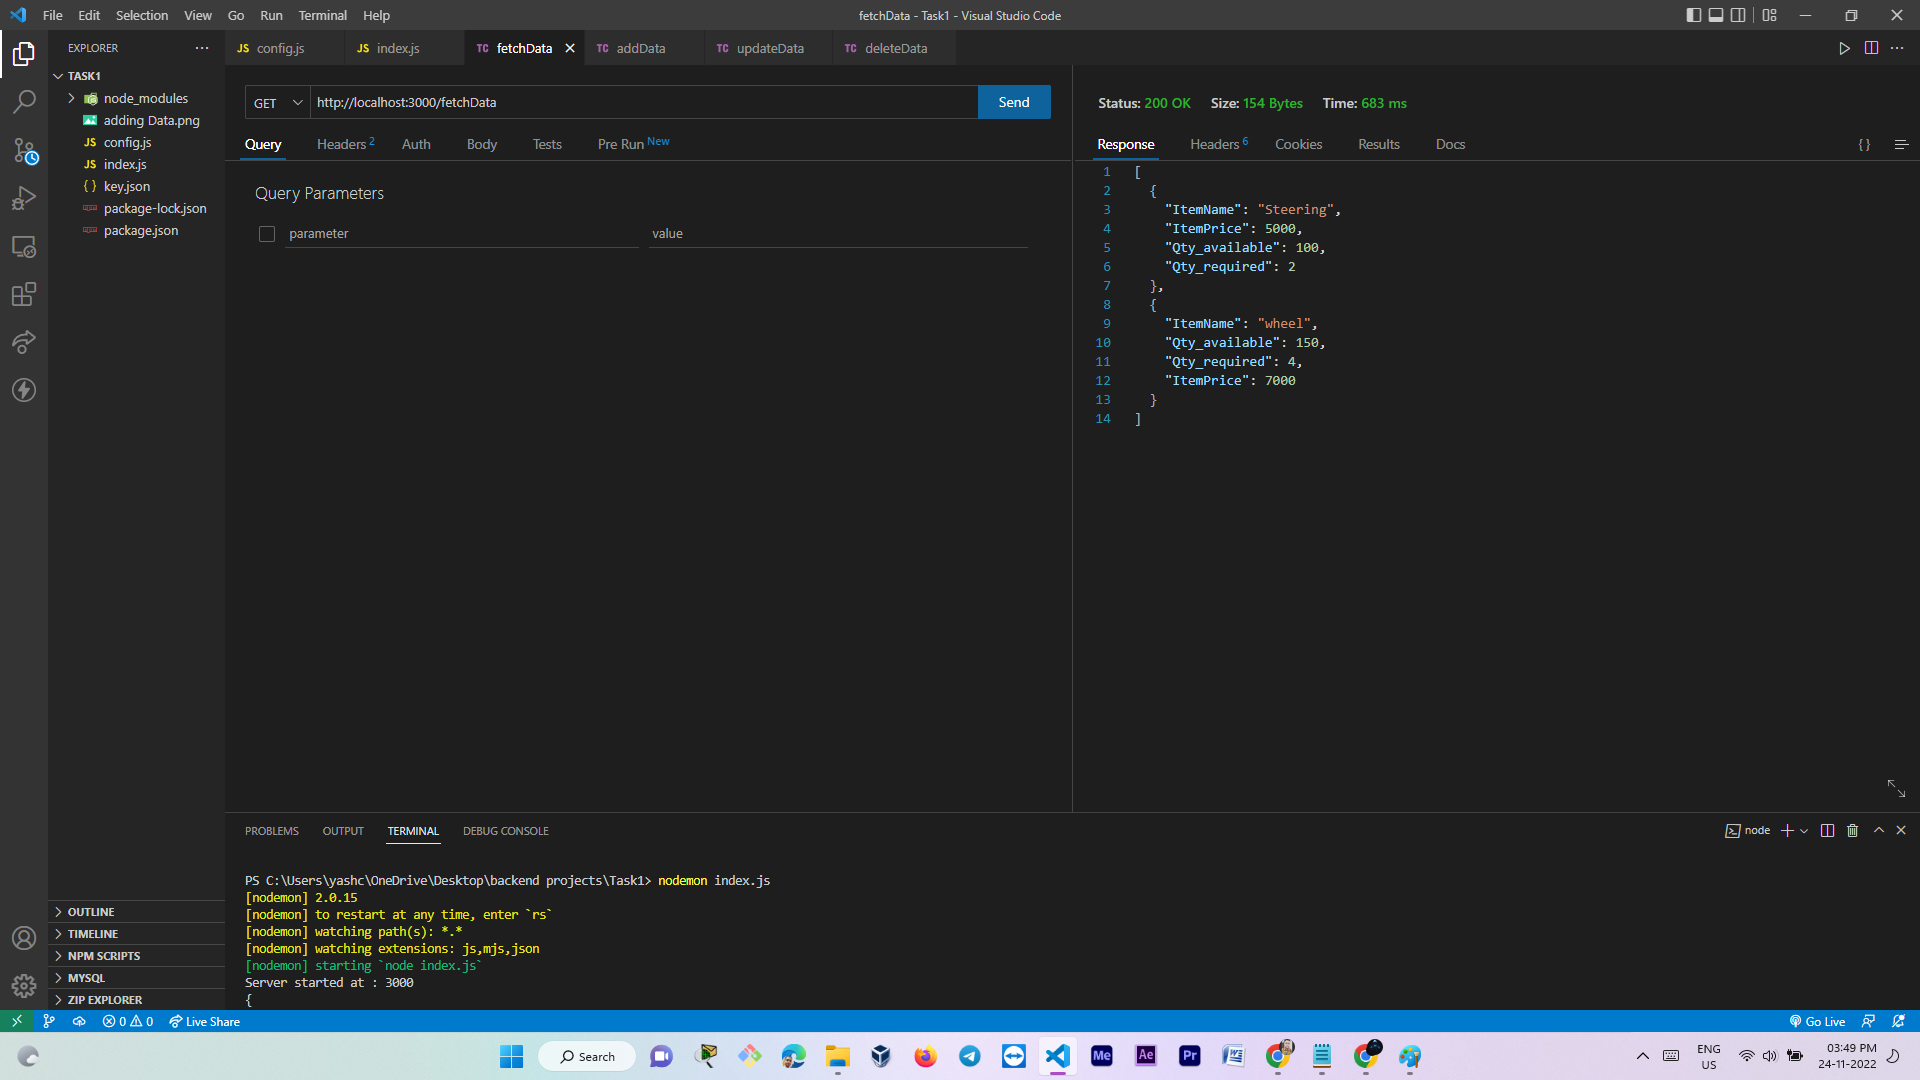 File Edit Selection View Go Run Terminal Help
fetchData - Task1 - Visual Studio Code
EXPLORER
JS config.js
JS index.js
TC fetchData
TC addData
TC updateData
TC deleteData
TASK1
node_modules
adding Data.png
JS config.js
JS index.js
{ } key.json
package-lock.json
package.json
GET
http://localhost:3000/fetchData
Send
Query Headers 2 Auth Body Tests Pre Run New
Query Parameters
parameter value
Status: 200 OK Size: 154 Bytes Time: 683 ms
Response Headers 6 Cookies Results Docs { }
1 [
2 {
3 "ItemName": "Steering",
4 "ItemPrice": 5000,
5 "Qty_available": 100,
6 "Qty_required": 2
7 },
8 {
9 "ItemName": "wheel",
10 "Qty_available": 150,
11 "Qty_required": 4,
12 "ItemPrice": 7000
13 }
14 ]
PROBLEMS OUTPUT TERMINAL DEBUG CONSOLE
node
PS C:\Users\yashc\OneDrive\Desktop\backend projects\Task1> nodemon index.js
[nodemon] 2.0.15
[nodemon] to restart at any time, enter `rs`
[nodemon] watching path(s): *.*
[nodemon] watching extensions: js,mjs,json
[nodemon] starting `node index.js`
Server started at : 3000
{
OUTLINE
TIMELINE
NPM SCRIPTS
MYSQL
ZIP EXPLORER
0 0 Live Share
Go Live
Search
Me Ae Pr
ENG
US
03:49 PM
24-11-2022